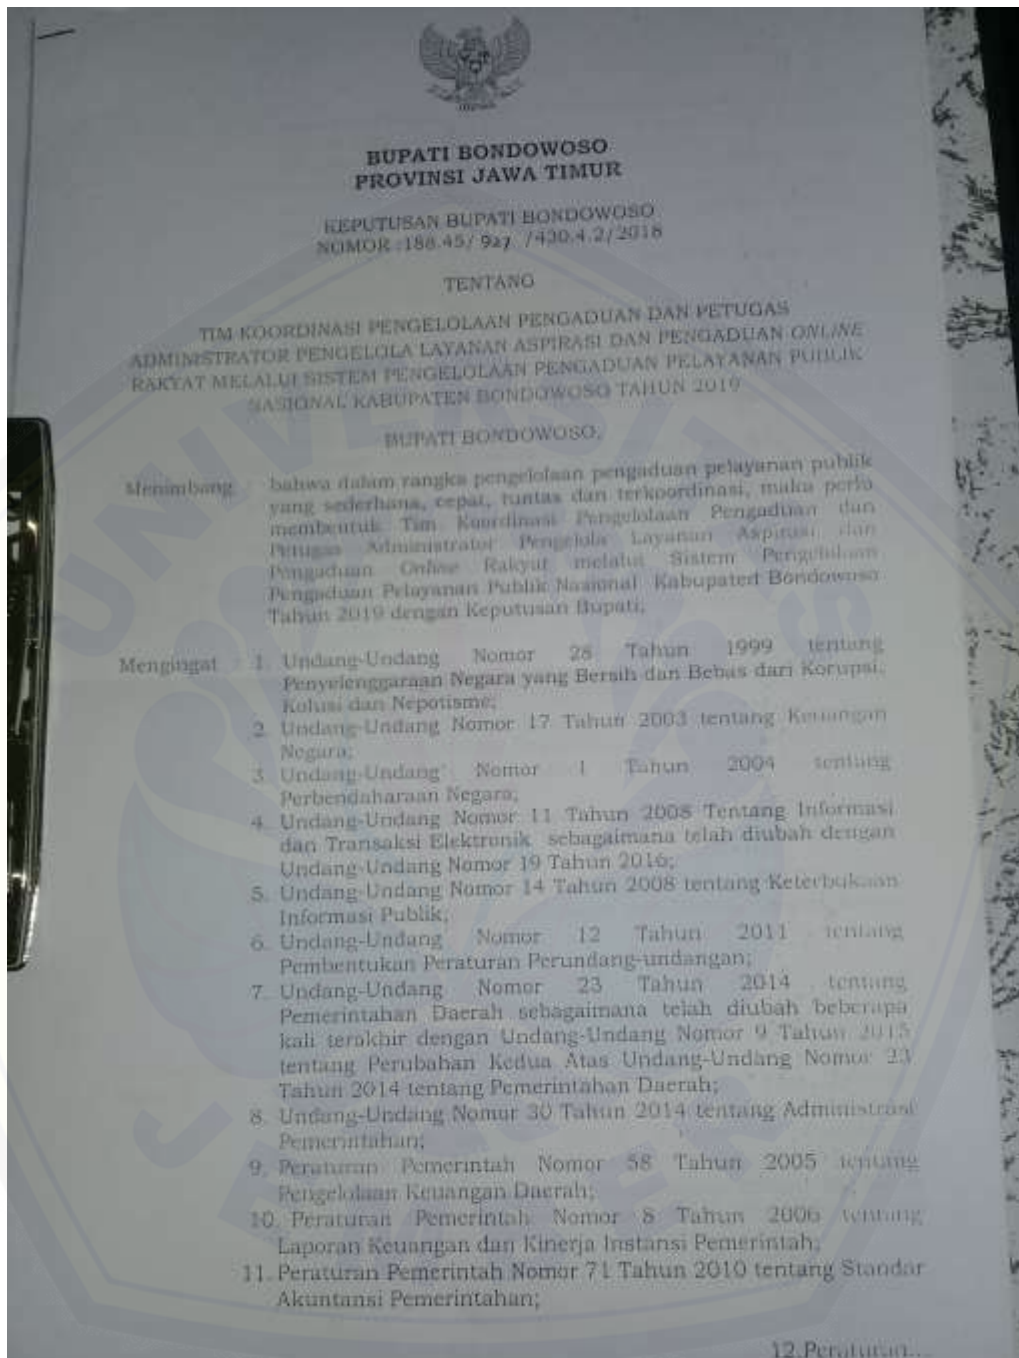 BUPATI BONDOWOSO
PROVINSI JAWA TIMUR
KEPUTUSAN BUPATI BONDOWOSO
NOMOR :188.45/ 927 /430.4.2/2018
TENTANG
TIM KOORDINASI PENGELOLAAN PENGADUAN DAN PETUGAS
ADMINISTRATOR PENGELOLA LAYANAN ASPIRASI DAN PENGADUAN ONLINE
RAKYAT MELALUI SISTEM PENGELOLAAN PENGADUAN PELAYANAN PUBLIK
NASIONAL KABUPATEN BONDOWOSO TAHUN 2019
BUPATI BONDOWOSO,
Menimbang : bahwa dalam rangka pengelolaan pengaduan pelayanan publik
yang sederhana, cepat, tuntas dan terkoordinasi, maka perlu
membentuk Tim Koordinasi Pengelolaan Pengaduan dan
Petugas Administrator Pengelola Layanan Aspirasi dan
Pengaduan Online Rakyat melalui Sistem Pengelolaan
Pengaduan Pelayanan Publik Nasional Kabupaten Bondowoso
Tahun 2019 dengan Keputusan Bupati;
Mengingat : 1. Undang-Undang Nomor 28 Tahun 1999 tentang
Penyelenggaraan Negara yang Bersih dan Bebas dari Korupsi,
Kolusi dan Nepotisme;
2. Undang-Undang Nomor 17 Tahun 2003 tentang Keuangan
Negara;
3. Undang-Undang Nomor 1 Tahun 2004 tentang
Perbendaharaan Negara;
4. Undang-Undang Nomor 11 Tahun 2008 Tentang Informasi
dan Transaksi Elektronik sebagaimana telah diubah dengan
Undang-Undang Nomor 19 Tahun 2016;
5. Undang-Undang Nomor 14 Tahun 2008 tentang Keterbukaan
Informasi Publik;
6. Undang-Undang Nomor 12 Tahun 2011 tentang
Pembentukan Peraturan Perundang-undangan;
7. Undang-Undang Nomor 23 Tahun 2014 tentang
Pemerintahan Daerah sebagaimana telah diubah beberapa
kali terakhir dengan Undang-Undang Nomor 9 Tahun 2015
tentang Perubahan Kedua Atas Undang-Undang Nomor 23
Tahun 2014 tentang Pemerintahan Daerah;
8. Undang-Undang Nomor 30 Tahun 2014 tentang Administrasi
Pemerintahan;
9. Peraturan Pemerintah Nomor 58 Tahun 2005 tentang
Pengelolaan Keuangan Daerah;
10. Peraturan Pemerintah Nomor 8 Tahun 2006 tentang
Laporan Keuangan dan Kinerja Instansi Pemerintah;
11. Peraturan Pemerintah Nomor 71 Tahun 2010 tentang Standar
Akuntansi Pemerintahan;
12.Peraturan...
UNIVERSITAS
JEMBER